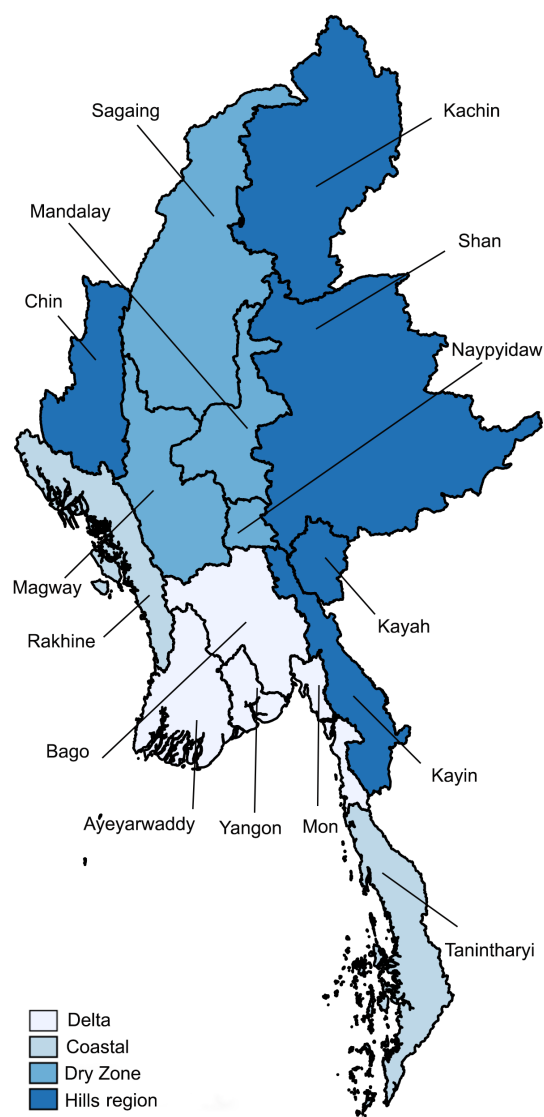 Sagaing
Kachin
Mandalay
Shan
Chin
Naypyidaw
Magway
Kayah
Rakhine
Bago
Kayin
Ayeyarwaddy
Yangon
Mon
Tanintharyi
Delta
Coastal
Dry Zone
Hills region